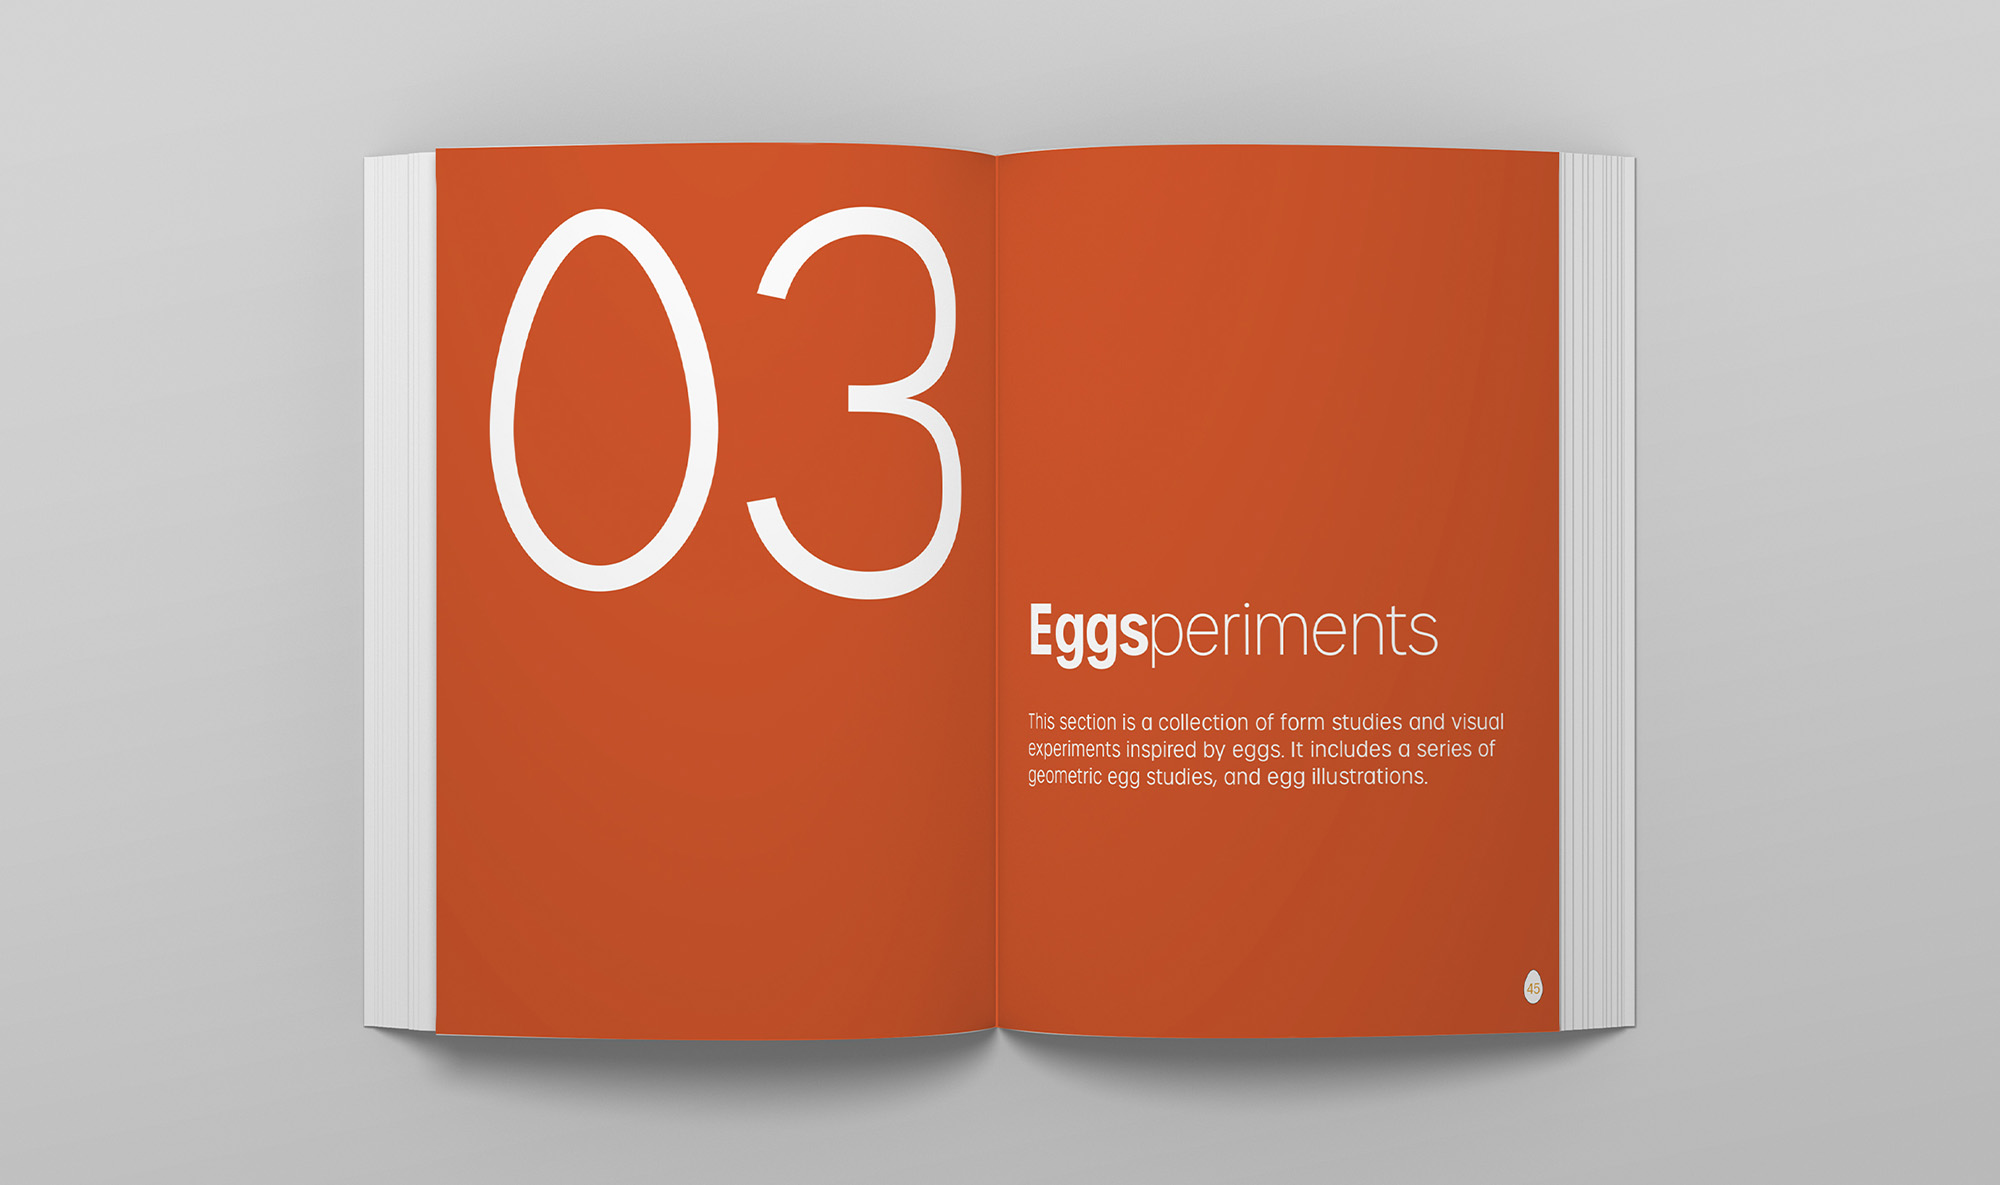 03
Eggsperiments
This section is a collection of form studies and visual
experiments inspired by eggs. It includes a series of
geometric egg studies, and egg illustrations.
45